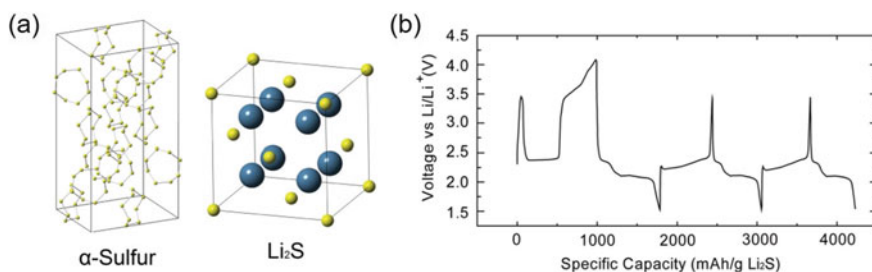 (a)
α-Sulfur
Li₂S
(b)
Voltage vs Li/Li⁺(V)
4.5
4.0
3.5
3.0
2.5
2.0
1.5
0 1000 2000 3000 4000
Specific Capacity (mAh/g Li₂S)